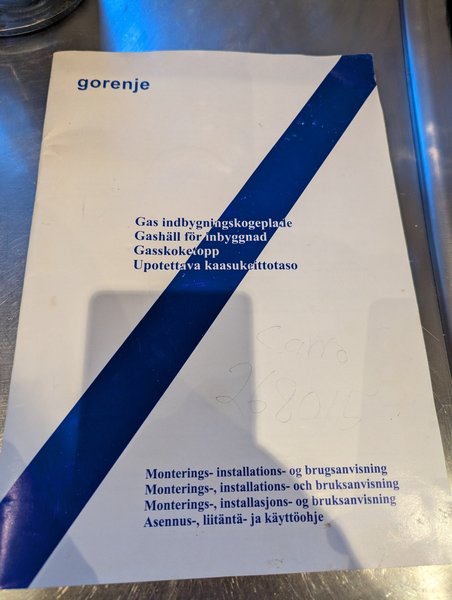 gorenje
Gas indbygningskogeplade
Gashäll för inbyggnad
Gasskoketopp
Upotettava kaasukeittotaso
Monterings- installations- og brugsanvisning
Monterings-, installations- och bruksanvisning
Monterings-, installasjons- og bruksanvisning
Asennus-, liitäntä- ja käyttöohje